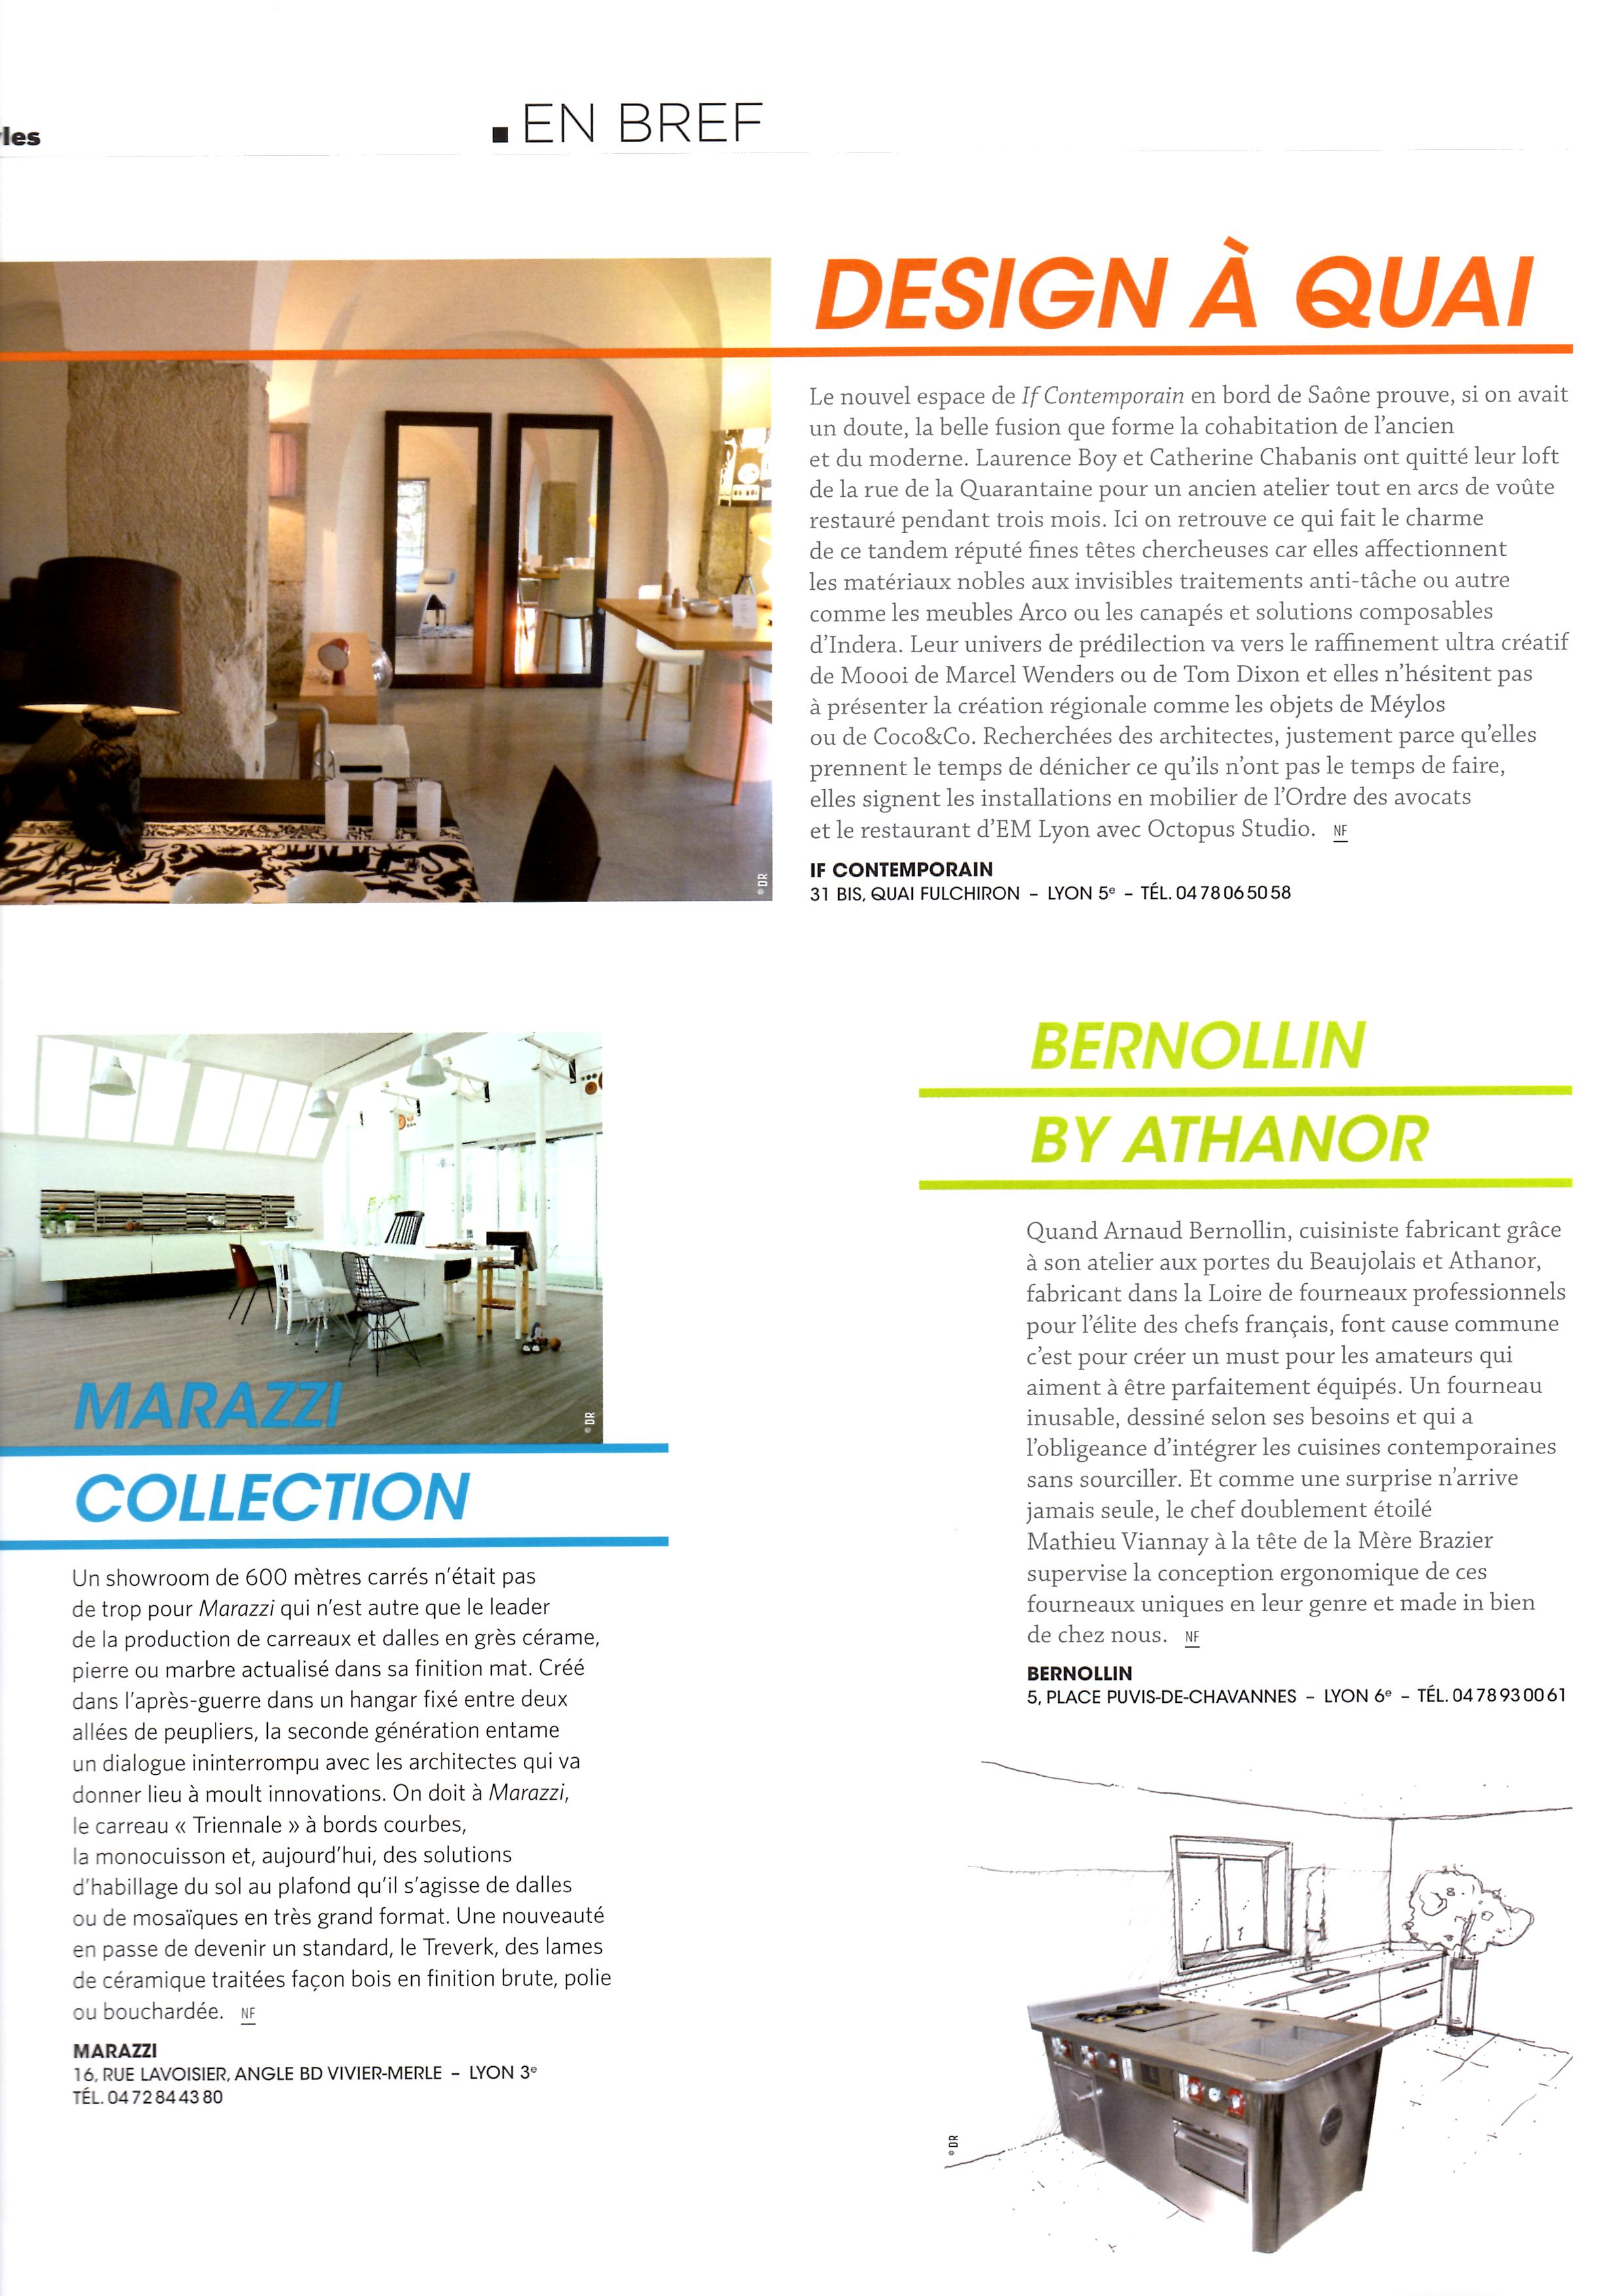 les
EN BREF
DESIGN À QUAI
Le nouvel espace de If Contemporain en bord de Saône prouve, si on avait
un doute, la belle fusion que forme la cohabitation de l'ancien
et du moderne. Laurence Boy et Catherine Chabanis ont quitté leur loft
de la rue de la Quarantaine pour un ancien atelier tout en arcs de voûte
restauré pendant trois mois. Ici on retrouve ce qui fait le charme
de ce tandem réputé fines têtes chercheuses car elles affectionnent
les matériaux nobles aux invisibles traitements anti-tâche ou autre
comme les meubles Arco ou les canapés et solutions composables
d'Indera. Leur univers de prédilection va vers le raffinement ultra créatif
de Moooi de Marcel Wenders ou de Tom Dixon et elles n'hésitent pas
à présenter la création régionale comme les objets de Méylos
ou de Coco&Co. Recherchées des architectes, justement parce qu'elles
prennent le temps de dénicher ce qu'ils n'ont pas le temps de faire,
elles signent les installations en mobilier de l'Ordre des avocats
et le restaurant d'EM Lyon avec Octopus Studio. NF
IF CONTEMPORAIN
31 BIS, QUAI FULCHIRON – LYON 5e – TÉL. 04 78 06 50 58
© DR
MARAZZI
COLLECTION
© DR
Un showroom de 600 mètres carrés n'était pas
de trop pour Marazzi qui n'est autre que le leader
de la production de carreaux et dalles en grès cérame,
pierre ou marbre actualisé dans sa finition mat. Créé
dans l'après-guerre dans un hangar fixé entre deux
allées de peupliers, la seconde génération entame
un dialogue ininterrompu avec les architectes qui va
donner lieu à moult innovations. On doit à Marazzi,
le carreau « Triennale » à bords courbes,
la monocuisson et, aujourd'hui, des solutions
d'habillage du sol au plafond qu'il s'agisse de dalles
ou de mosaïques en très grand format. Une nouveauté
en passe de devenir un standard, le Treverk, des lames
de céramique traitées façon bois en finition brute, polie
ou bouchardée. NF
MARAZZI
16, RUE LAVOISIER, ANGLE BD VIVIER-MERLE – LYON 3e
TÉL. 04 72 84 43 80
BERNOLLIN
BY ATHANOR
Quand Arnaud Bernollin, cuisiniste fabricant grâce
à son atelier aux portes du Beaujolais et Athanor,
fabricant dans la Loire de fourneaux professionnels
pour l'élite des chefs français, font cause commune
c'est pour créer un must pour les amateurs qui
aiment à être parfaitement équipés. Un fourneau
inusable, dessiné selon ses besoins et qui a
l'obligeance d'intégrer les cuisines contemporaines
sans sourciller. Et comme une surprise n'arrive
jamais seule, le chef doublement étoilé
Mathieu Viannay à la tête de la Mère Brazier
supervise la conception ergonomique de ces
fourneaux uniques en leur genre et made in bien
de chez nous. NF
BERNOLLIN
5, PLACE PUVIS-DE-CHAVANNES – LYON 6e – TÉL. 04 78 93 00 61
© DR